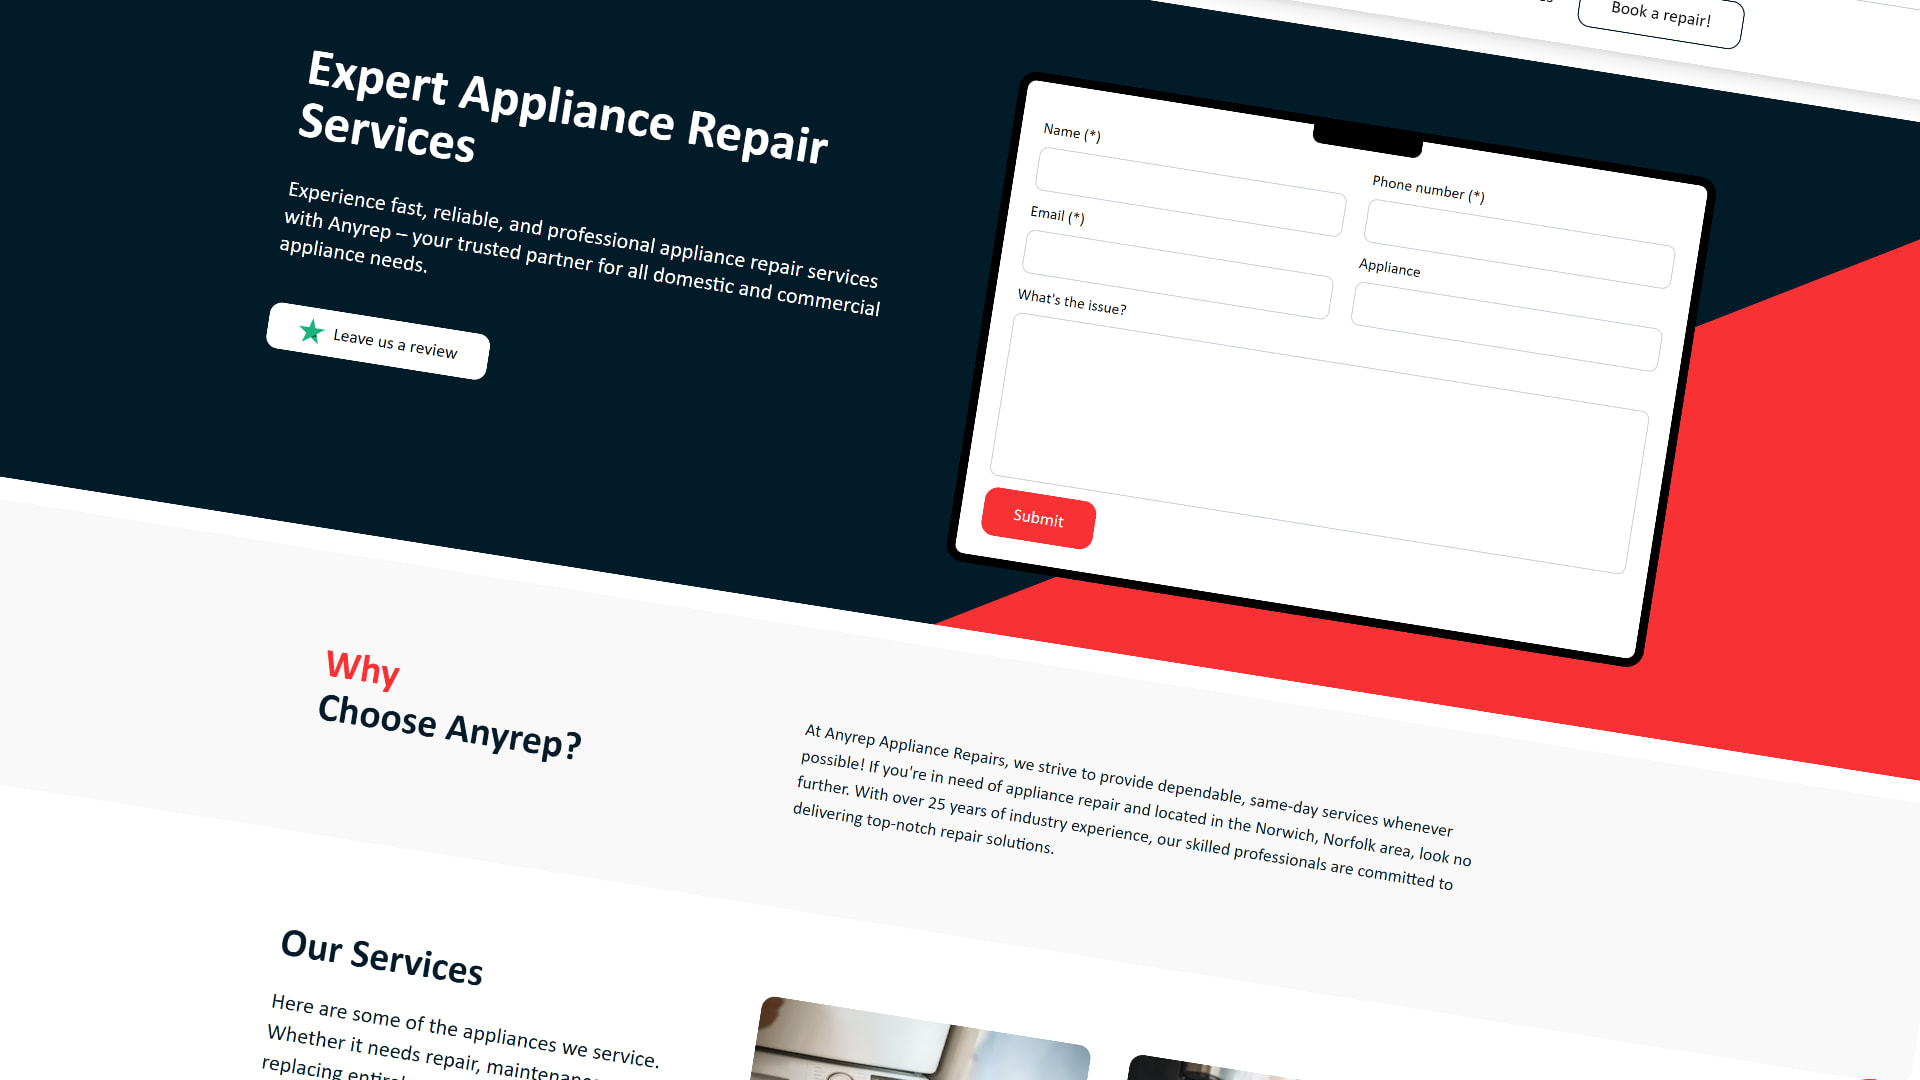 Book a repair!
Expert Appliance Repair
Services
Experience fast, reliable, and professional appliance repair services
with Anyrep – your trusted partner for all domestic and commercial
appliance needs.
Leave us a review
Name (*)
Phone number (*)
Email (*)
Appliance
What's the issue?
Submit
Why
Choose Anyrep?
At Anyrep Appliance Repairs, we strive to provide dependable, same-day services whenever
possible! If you're in need of appliance repair and located in the Norwich, Norfolk area, look no
further. With over 25 years of industry experience, our skilled professionals are committed to
delivering top-notch repair solutions.
Our Services
Here are some of the appliances we service.
Whether it needs repair,
replacing